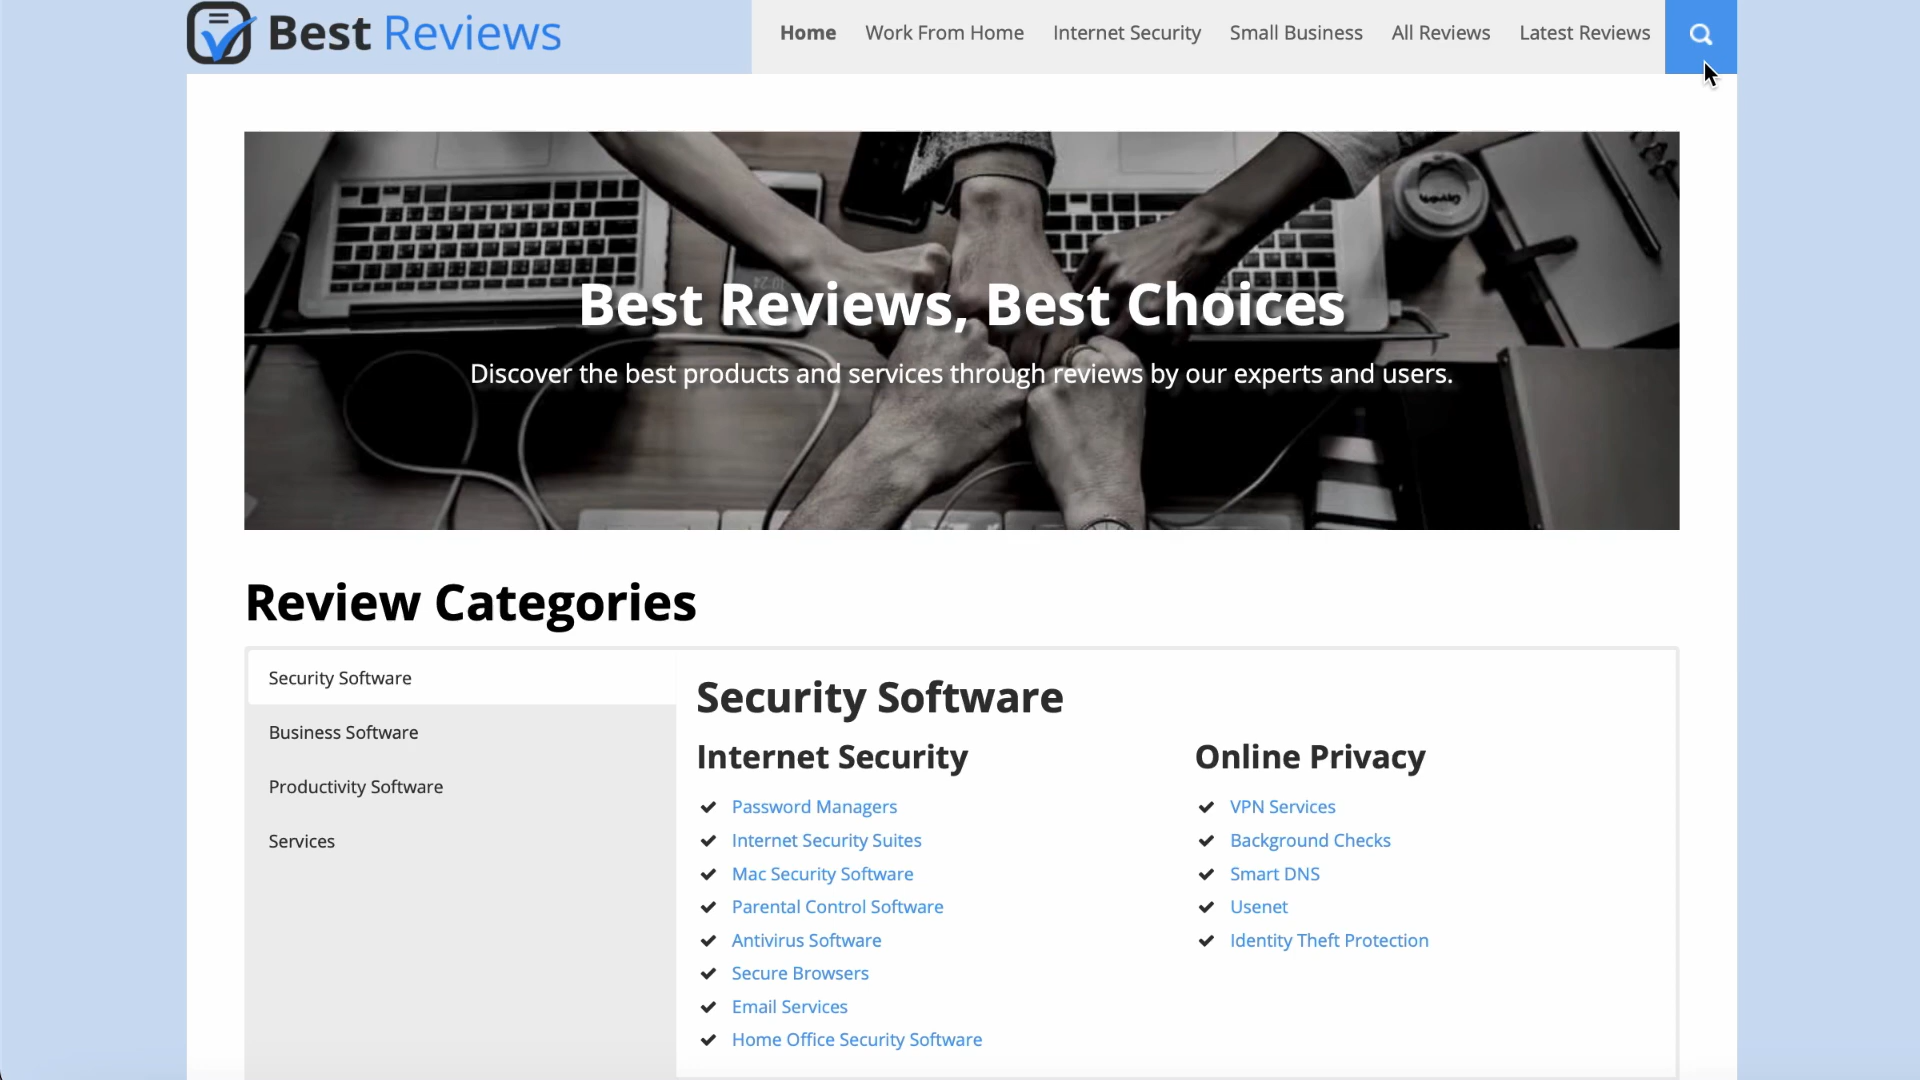 Best Reviews
Home Work From Home Internet Security Small Business All Reviews Latest Reviews
Best Reviews, Best Choices
Discover the best products and services through reviews by our experts and users.
Review Categories
Security Software
Business Software
Productivity Software
Services
Security Software
Internet Security
Password Managers
Internet Security Suites
Mac Security Software
Parental Control Software
Antivirus Software
Secure Browsers
Email Services
Home Office Security Software
Online Privacy
VPN Services
Background Checks
Smart DNS
Usenet
Identity Theft Protection